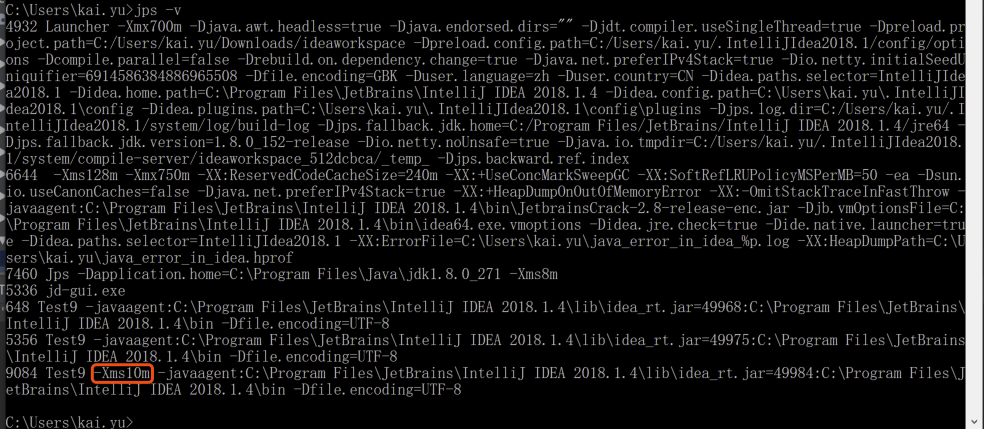 C:\Users\kai.yu>jps -v
4932 Launcher -Xmx700m -Djava.awt.headless=true -Djava.endorsed.dirs="" -Djdt.compiler.useSingleThread=true -Dpreload.pr
oject.path=C:/Users/kai.yu/Downloads/ideaworkspace -Dpreload.config.path=C:/Users/kai.yu/.IntelliJIdea2018.1/config/opti
ons -Dcompile.parallel=false -Drebuild.on.dependency.change=true -Djava.net.preferIPv4Stack=true -Dio.netty.initialSeedU
niquifier=6914586384886965508 -Dfile.encoding=GBK -Duser.language=zh -Duser.country=CN -Didea.paths.selector=IntelliJIde
a2018.1 -Didea.home.path=C:\Program Files\JetBrains\IntelliJ IDEA 2018.1.4 -Didea.config.path=C:\Users\kai.yu\.IntelliJI
dea2018.1\config -Didea.plugins.path=C:\Users\kai.yu\.IntelliJIdea2018.1\config\plugins -Djps.log.dir=C:/Users/kai.yu/.I
ntelliJIdea2018.1/system/log/build-log -Djps.fallback.jdk.home=C:/Program Files/JetBrains/IntelliJ IDEA 2018.1.4/jre64 -
Djps.fallback.jdk.version=1.8.0_152-release -Dio.netty.noUnsafe=true -Djava.io.tmpdir=C:/Users/kai.yu/.IntelliJIdea2018.
1/system/compile-server/ideaworkspace_512dcbca/_temp_ -Djps.backward.ref.index
6644  -Xms128m -Xmx750m -XX:ReservedCodeCacheSize=240m -XX:+UseConcMarkSweepGC -XX:SoftRefLRUPolicyMSPerMB=50 -ea -Dsun.
io.useCanonCaches=false -Djava.net.preferIPv4Stack=true -XX:+HeapDumpOnOutOfMemoryError -XX:-OmitStackTraceInFastThrow -
javaagent:C:\Program Files\JetBrains\IntelliJ IDEA 2018.1.4\bin\JetbrainsCrack-2.8-release-enc.jar -Djb.vmOptionsFile=C:
\Program Files\JetBrains\IntelliJ IDEA 2018.1.4\bin\idea64.exe.vmoptions -Didea.jre.check=true -Dide.native.launcher=tru
e -Didea.paths.selector=IntelliJIdea2018.1 -XX:ErrorFile=C:\Users\kai.yu\java_error_in_idea_%p.log -XX:HeapDumpPath=C:\U
sers\kai.yu\java_error_in_idea.hprof
7460 Jps -Dapplication.home=C:\Program Files\Java\jdk1.8.0_271 -Xms8m
5336 jd-gui.exe
648 Test9 -javaagent:C:\Program Files\JetBrains\IntelliJ IDEA 2018.1.4\lib\idea_rt.jar=49968:C:\Program Files\JetBrains\
IntelliJ IDEA 2018.1.4\bin -Dfile.encoding=UTF-8
5356 Test9 -javaagent:C:\Program Files\JetBrains\IntelliJ IDEA 2018.1.4\lib\idea_rt.jar=49975:C:\Program Files\JetBrains
\IntelliJ IDEA 2018.1.4\bin -Dfile.encoding=UTF-8
9084 Test9 -Xms10m -javaagent:C:\Program Files\JetBrains\IntelliJ IDEA 2018.1.4\lib\idea_rt.jar=49984:C:\Program Files\J
etBrains\IntelliJ IDEA 2018.1.4\bin -Dfile.encoding=UTF-8
C:\Users\kai.yu>